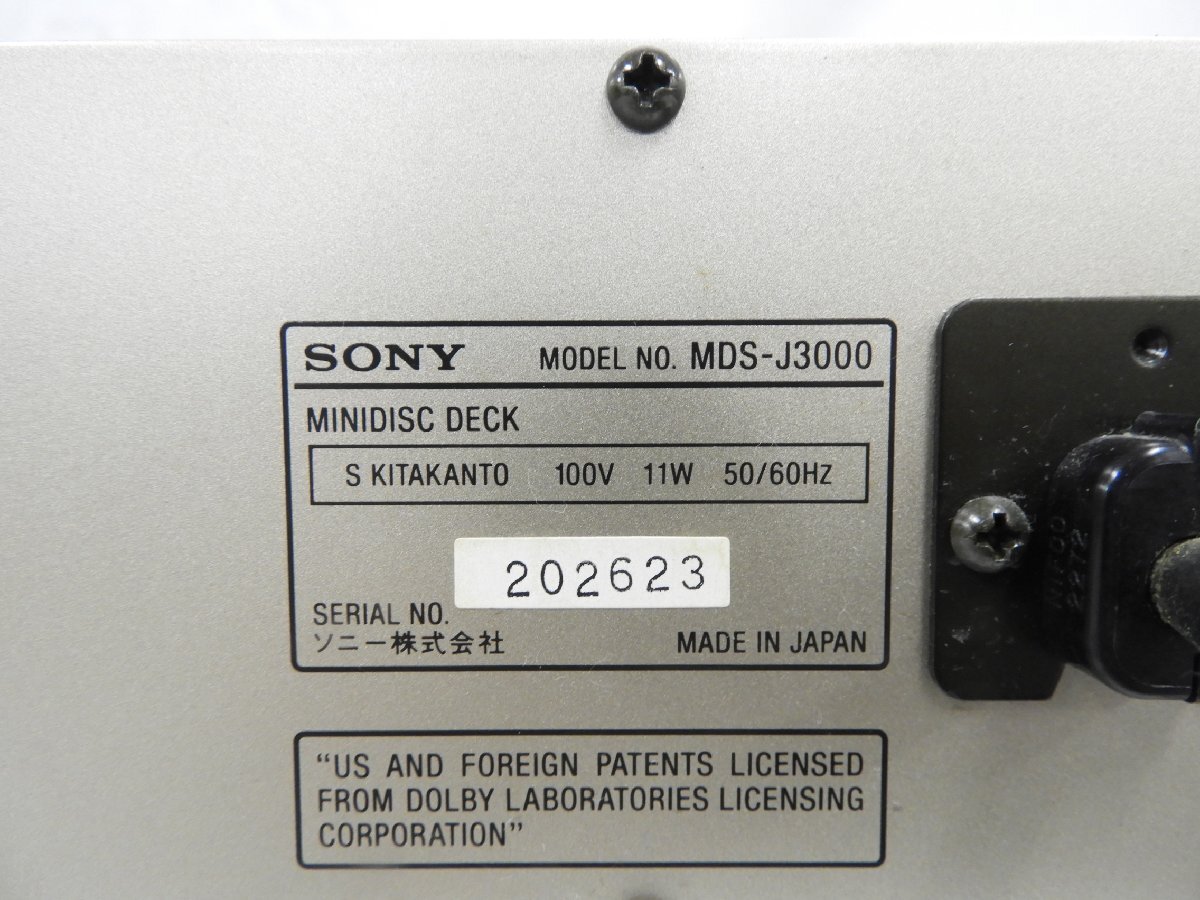 SONY MODEL NO. MDS-J3000
MINIDISC DECK
S KITAKANTO 100V 11W 50/60Hz
202623
SERIAL NO.
ソニー株式会社 MADE IN JAPAN
"US AND FOREIGN PATENTS LICENSED
FROM DOLBY LABORATORIES LICENSING
CORPORATION"
2272